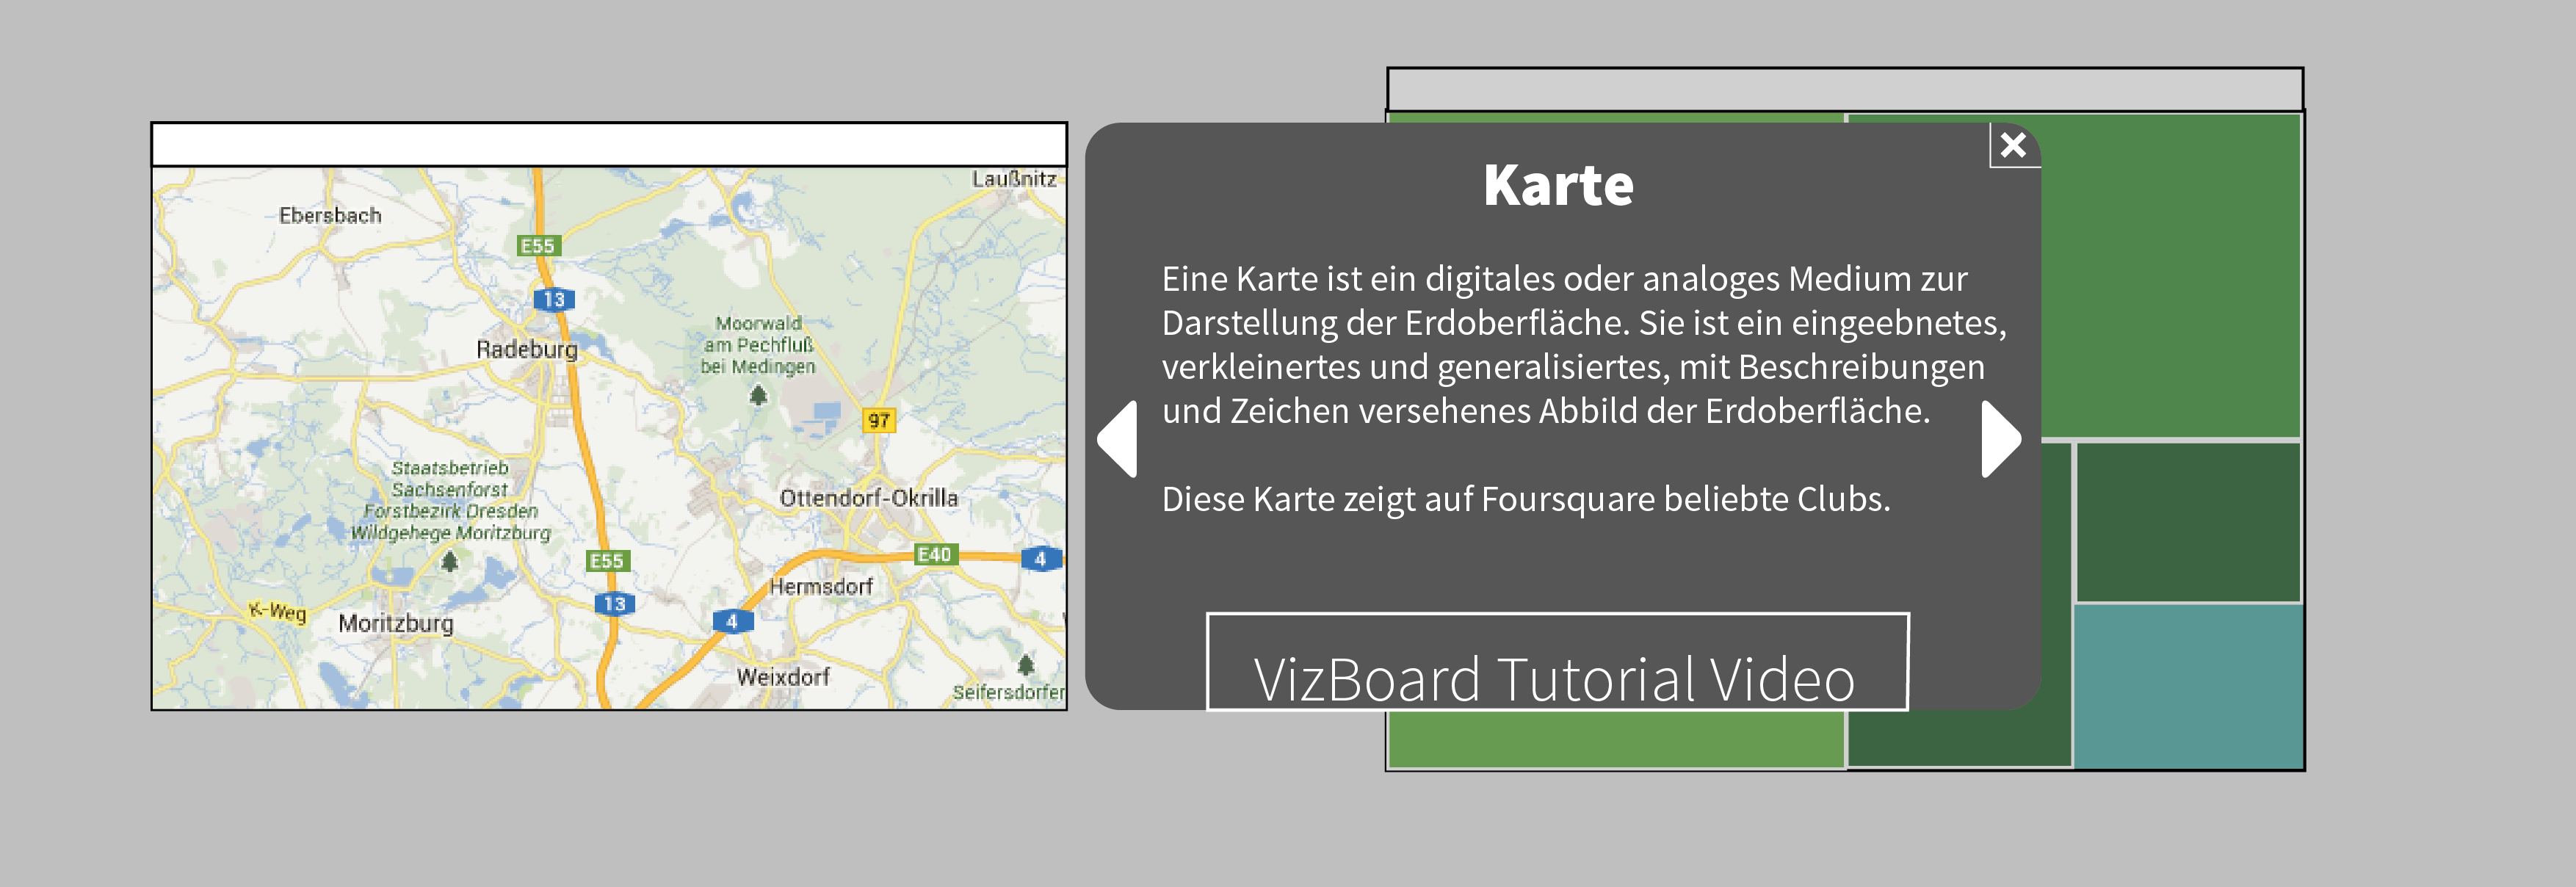 Laußnitz
Ebersbach
E55
13
Moorwald
am Pechfluß
bei Medingen
Radeburg
97
Staatsbetrieb
Sachsenforst
Forstbezirk Dresden
Wildgehege Moritzburg
Ottendorf-Okrilla
E55
E40
4
Hermsdorf
13
K-Weg
4
Moritzburg
Weixdorf
Seifersdorfer
Karte
Eine Karte ist ein digitales oder analoges Medium zur
Darstellung der Erdoberfläche. Sie ist ein eingeebnetes,
verkleinertes und generalisiertes, mit Beschreibungen
und Zeichen versehenes Abbild der Erdoberfläche.
Diese Karte zeigt auf Foursquare beliebte Clubs.
VizBoard Tutorial Video